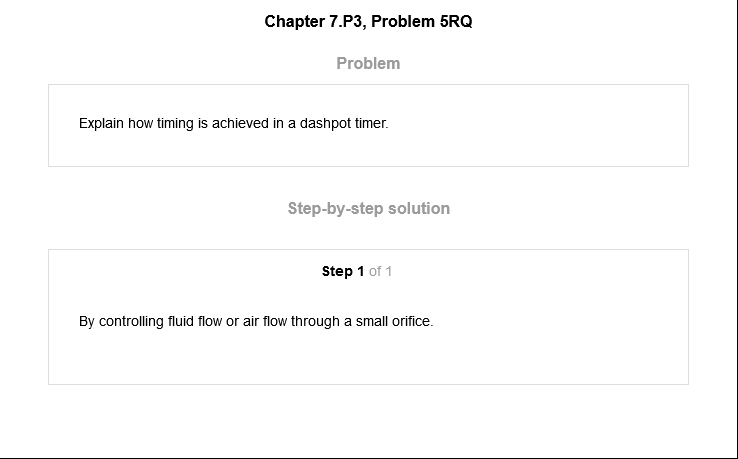 Chapter 7.P3, Problem 5RQ
Problem
Explain how timing is achieved in a dashpot timer.
Step-by-step solution
Step 1 of 1
By controlling fluid flow or air flow through a small orifice.